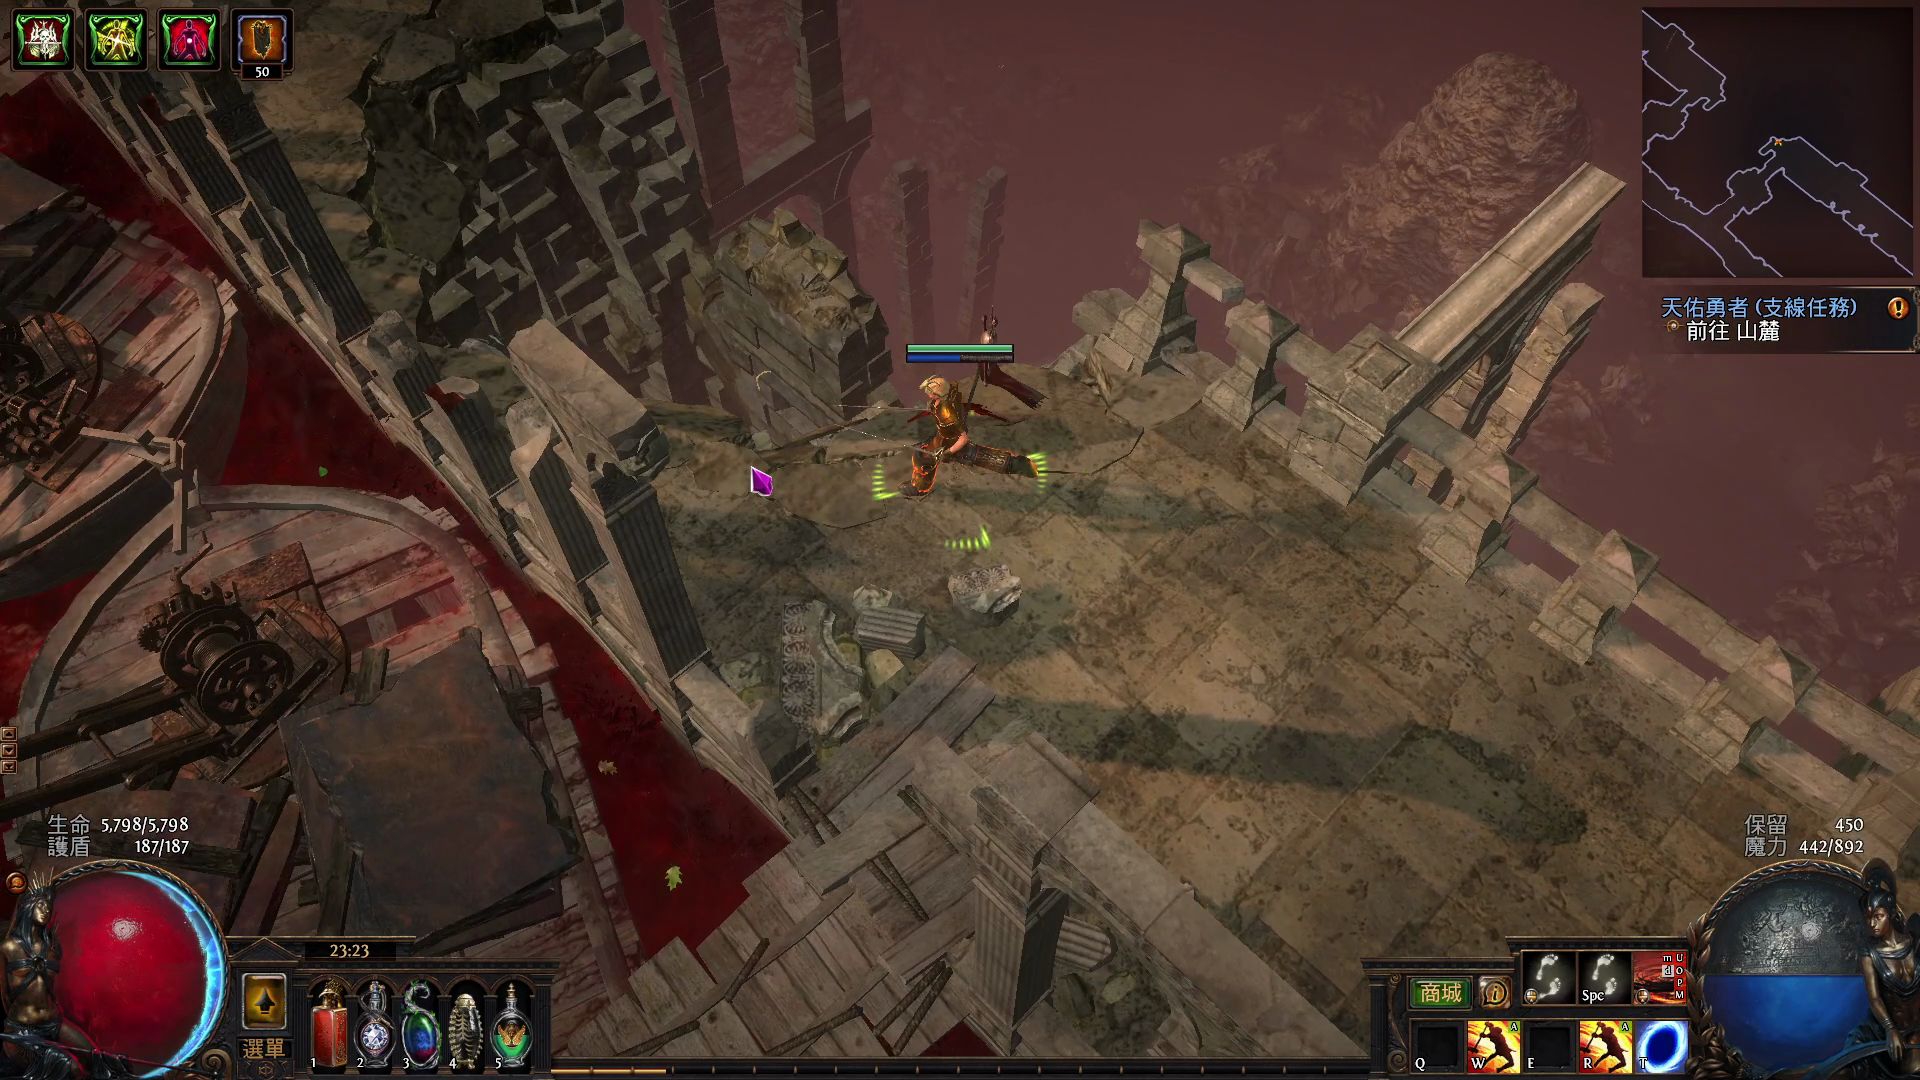 50
天佑勇者 (支線任務)
前往 山麓
生命 5,798/5,798
護盾 187/187
保留 450
魔力 442/892
23:23
選單
1 2 3 4 5
商城
Spc
m U
d O
P
M
Q W A E R A T